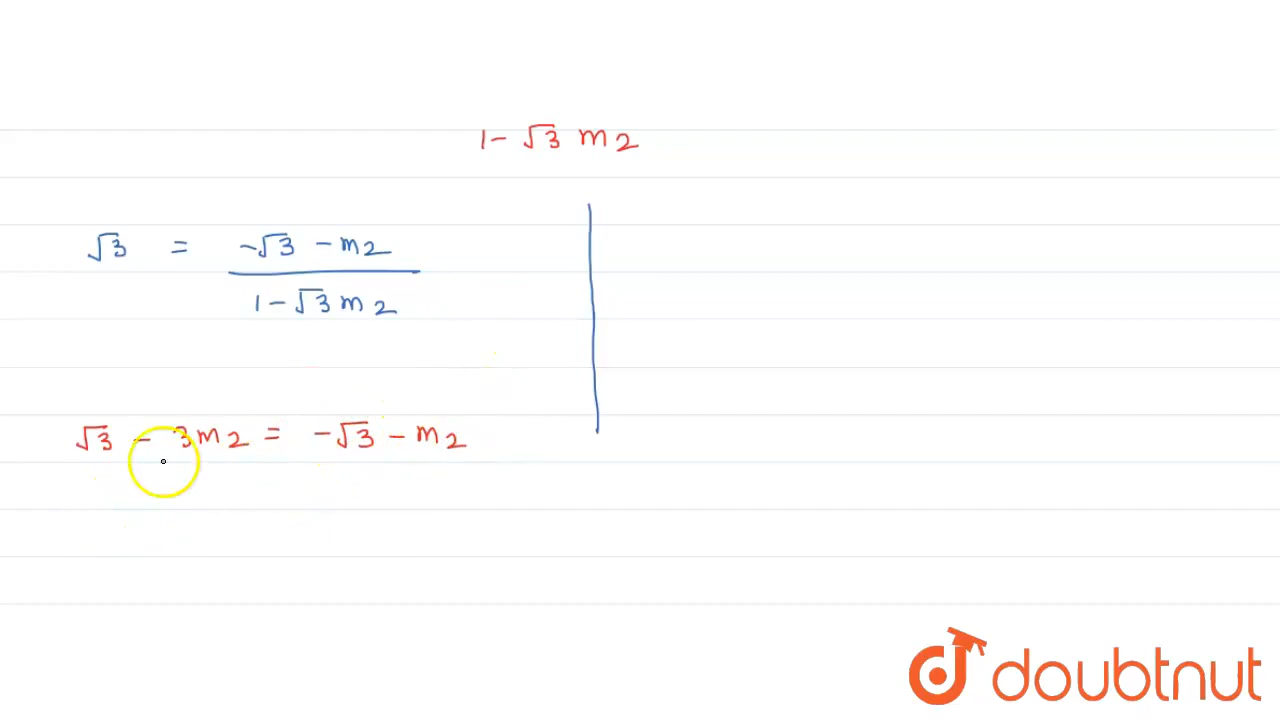 1 - √3 m2
√3 = -√3 - m2
1 - √3 m2
√3 - 3m2 = -√3 - m2
doubtnut